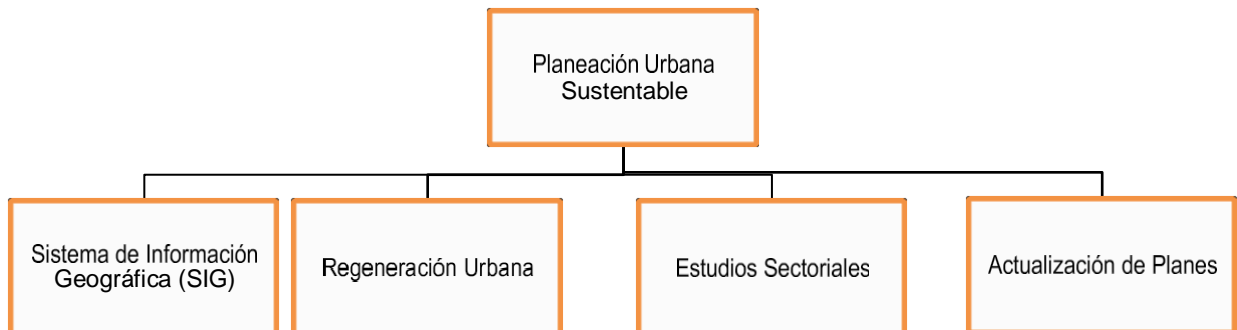 Planeación Urbana
Sustentable
Sistema de Información
Geográfica (SIG)
Regeneración Urbana
Estudios Sectoriales
Actualización de Planes